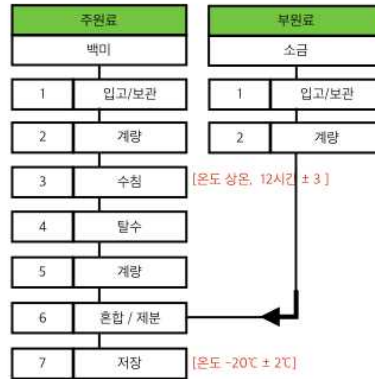 주원료 부원료
백미 소금
1 입고/보관 1 입고/보관
2 계량 2 계량
3 수침 [온도 상온, 12시간 ± 3 ]
4 탈수
5 계량
6 혼합 / 제분
7 저장 [온도 -20℃ ± 2℃]